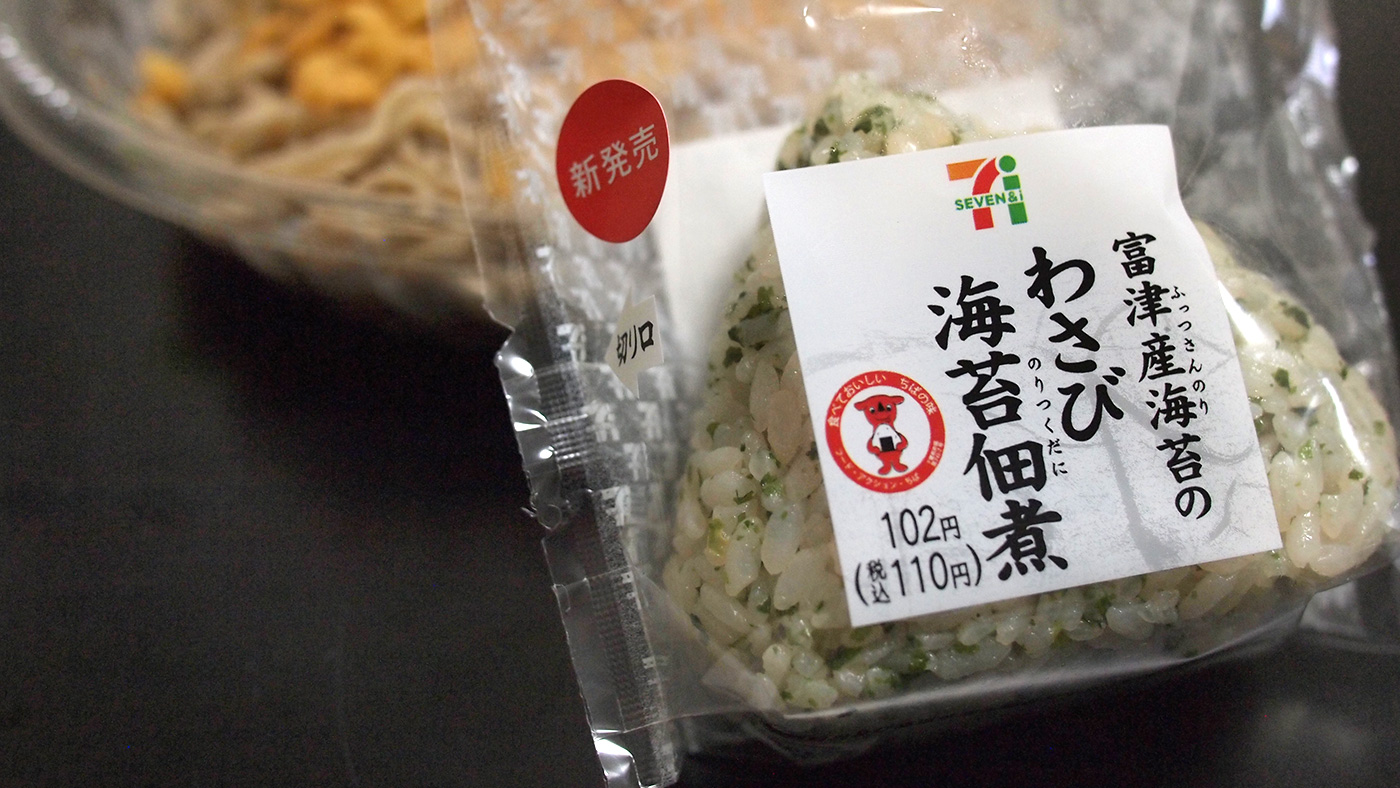 新発売
切り口
SEVEN&i
富津産海苔の
ふっつさんのり
わさび
海苔佃煮
のりつくだに
食べておいしい ちばの味
フード・アクション・ちば
102円
(税込110円)